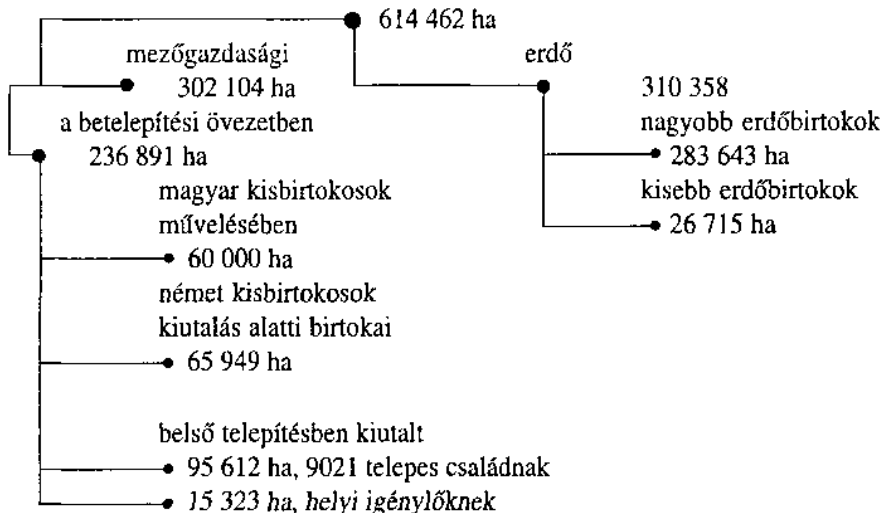 614 462 ha
mezőgazdasági
302 104 ha
a betelepítési övezetben
236 891 ha
magyar kisbirtokosok
művelésében
60 000 ha
német kisbirtokosok
kiutalás alatti birtokai
65 949 ha
belső telepítésben kiutalt
95 612 ha, 9021 telepes családnak
15 323 ha, helyi igénylőknek
erdő
310 358
nagyobb erdőbirtokok
283 643 ha
kisebb erdőbirtokok
26 715 ha